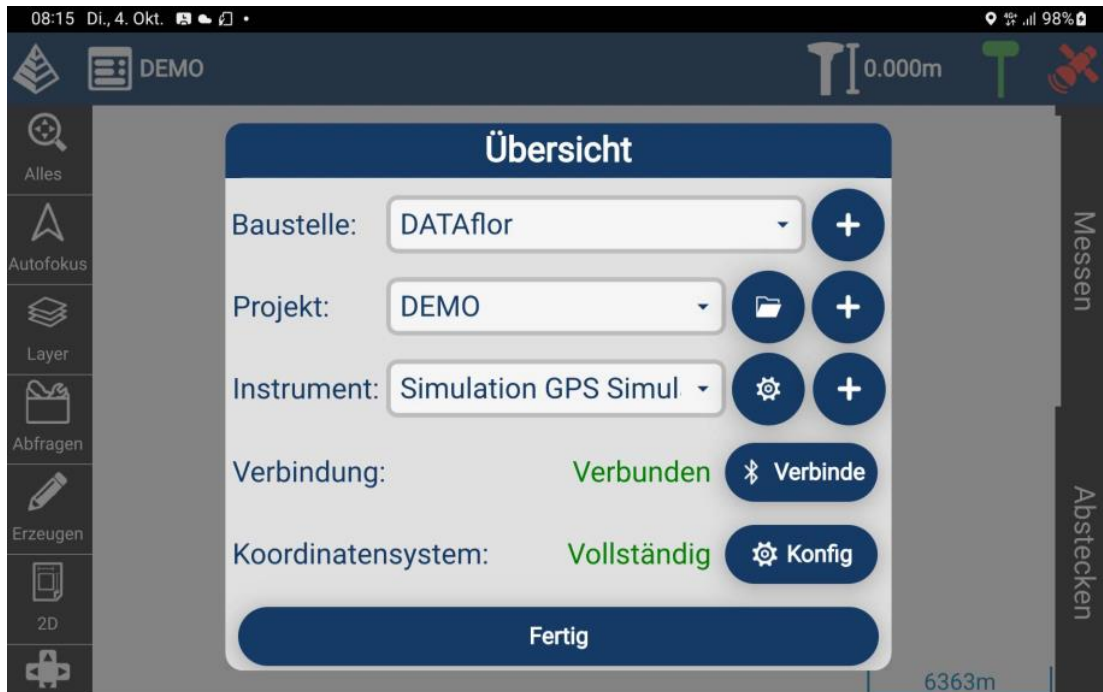 08:15 Di., 4. Okt. 4G+ 98%
DEMO 0.000m
Übersicht
Alles
Autofokus
Layer
Abfragen
Erzeugen
2D
Baustelle: DATAflor
Projekt: DEMO
Instrument: Simulation GPS Simul
Verbindung: Verbunden Verbinde
Koordinatensystem: Vollständig Konfig
Fertig
Messen
Abstecken
6363m